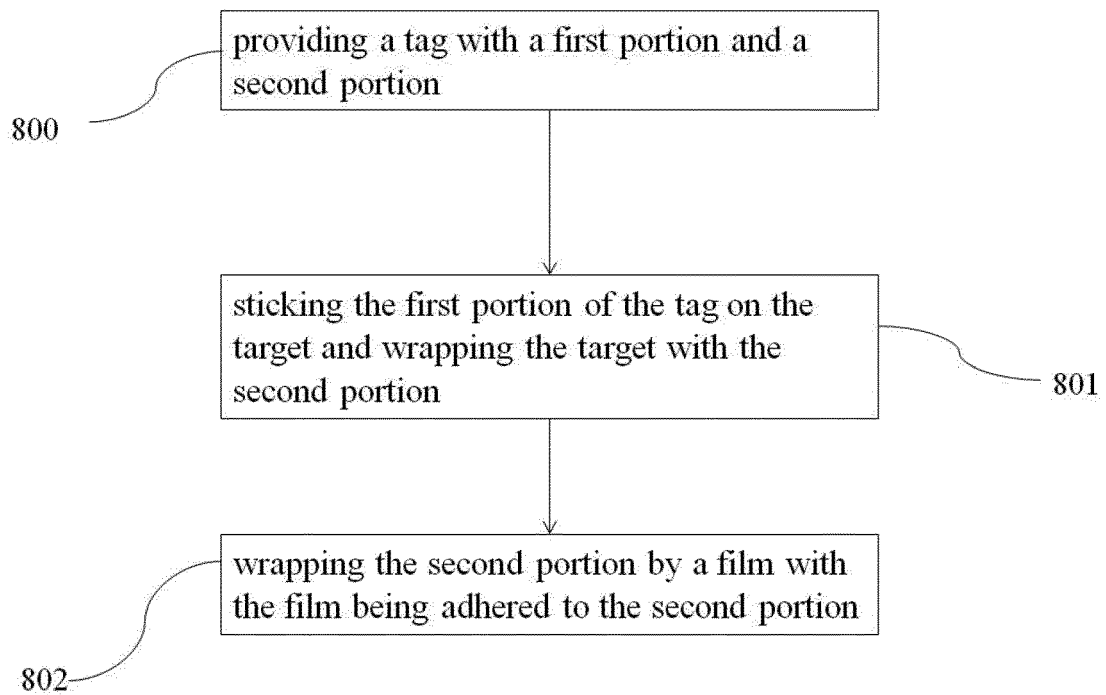 providing a tag with a first portion and a
second portion
800
sticking the first portion of the tag on the
target and wrapping the target with the
second portion
801
wrapping the second portion by a film with
the film being adhered to the second portion
802